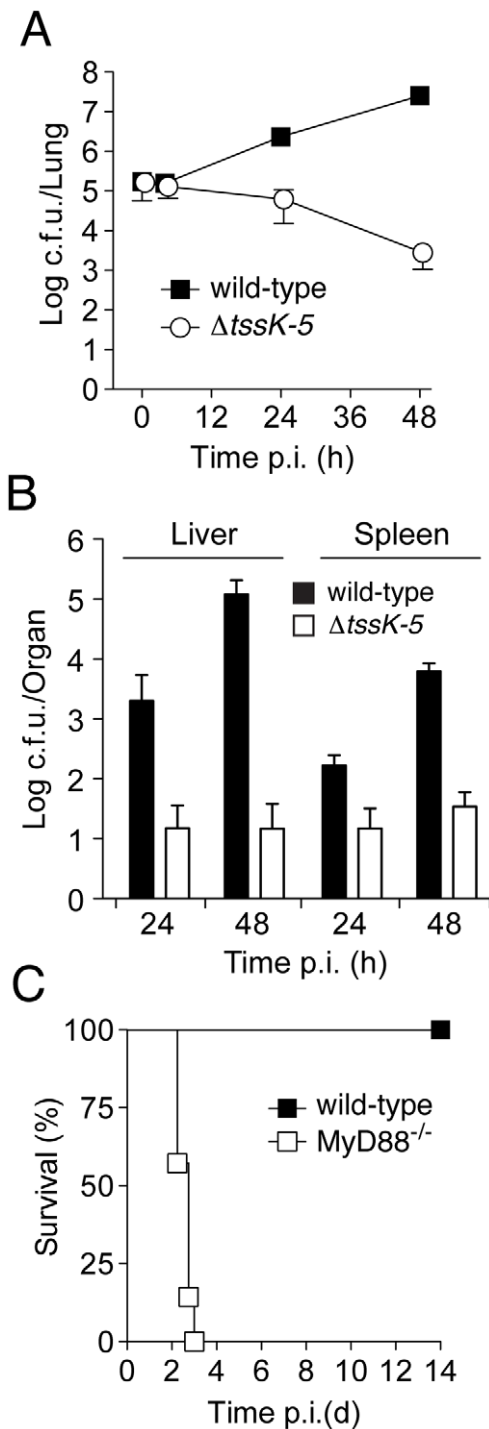 A
Log c.f.u./Lung
8
7
6
5
4
3
2
1
0
wild-type
ΔtssK-5
0 12 24 36 48
Time p.i. (h)
B
Liver Spleen
Log c.f.u./Organ
6
5
4
3
2
1
0
wild-type
ΔtssK-5
24 48 24 48
Time p.i. (h)
C
Survival (%)
100
75
50
25
0
wild-type
MyD88-/-
0 2 4 6 8 10 12 14
Time p.i.(d)